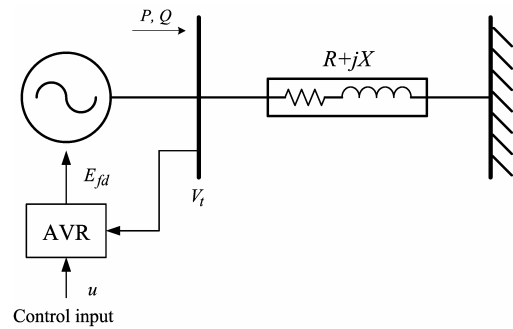 P, Q
R+jX
E_fd
V_t
AVR
u
Control input